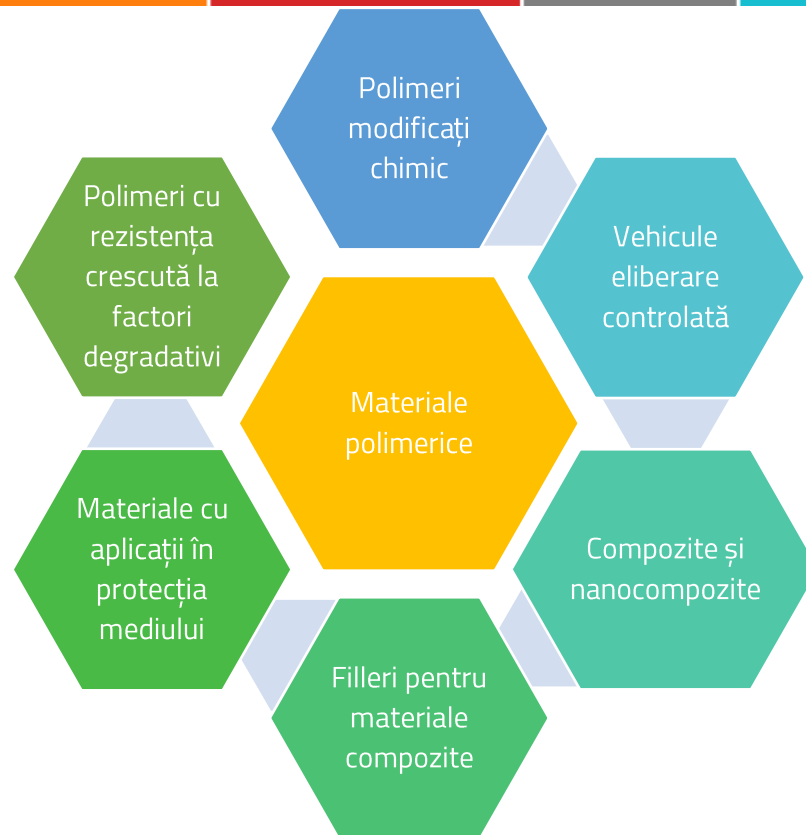 Polimeri
modificați
chimic
Vehicule
eliberare
controlată
Compozite și
nanocompozite
Filleri pentru
materiale
compozite
Materiale cu
aplicații în
protecția
mediului
Polimeri cu
rezistența
crescută la
factori
degradativi
Materiale
polimerice